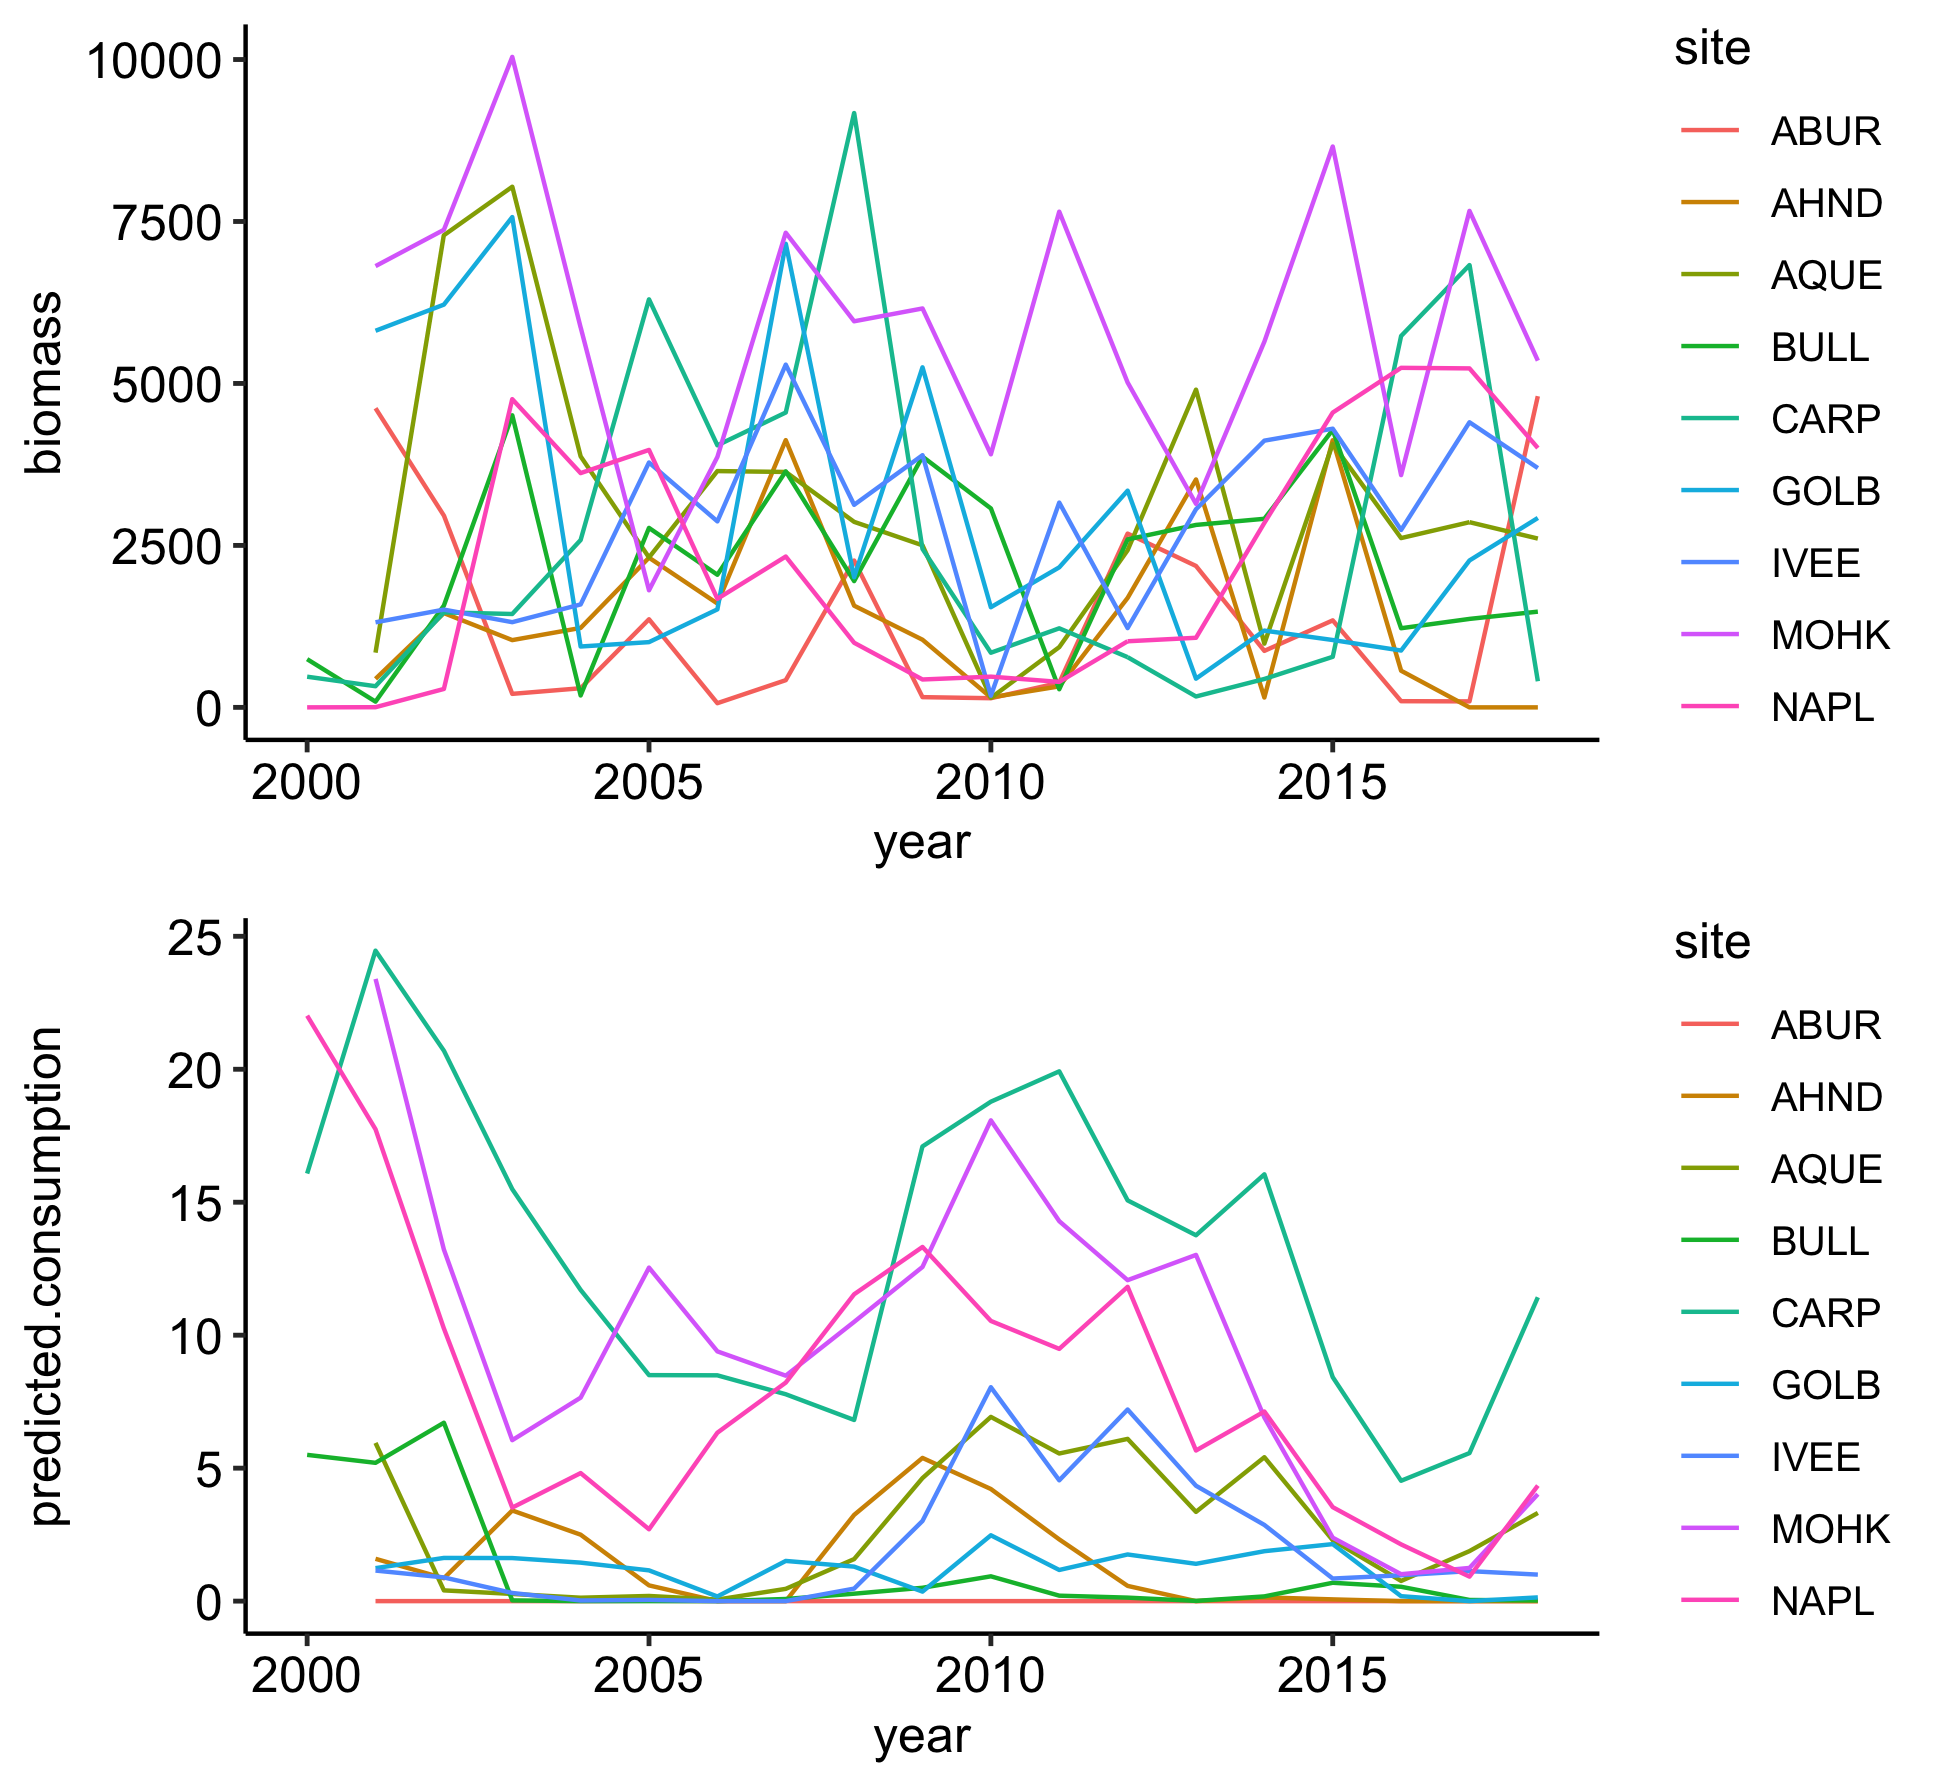 biomass
10000
7500
5000
2500
0
2000 2005 2010 2015
year
site
ABUR
AHND
AQUE
BULL
CARP
GOLB
IVEE
MOHK
NAPL
predicted.consumption
25
20
15
10
5
0
2000 2005 2010 2015
year
site
ABUR
AHND
AQUE
BULL
CARP
GOLB
IVEE
MOHK
NAPL